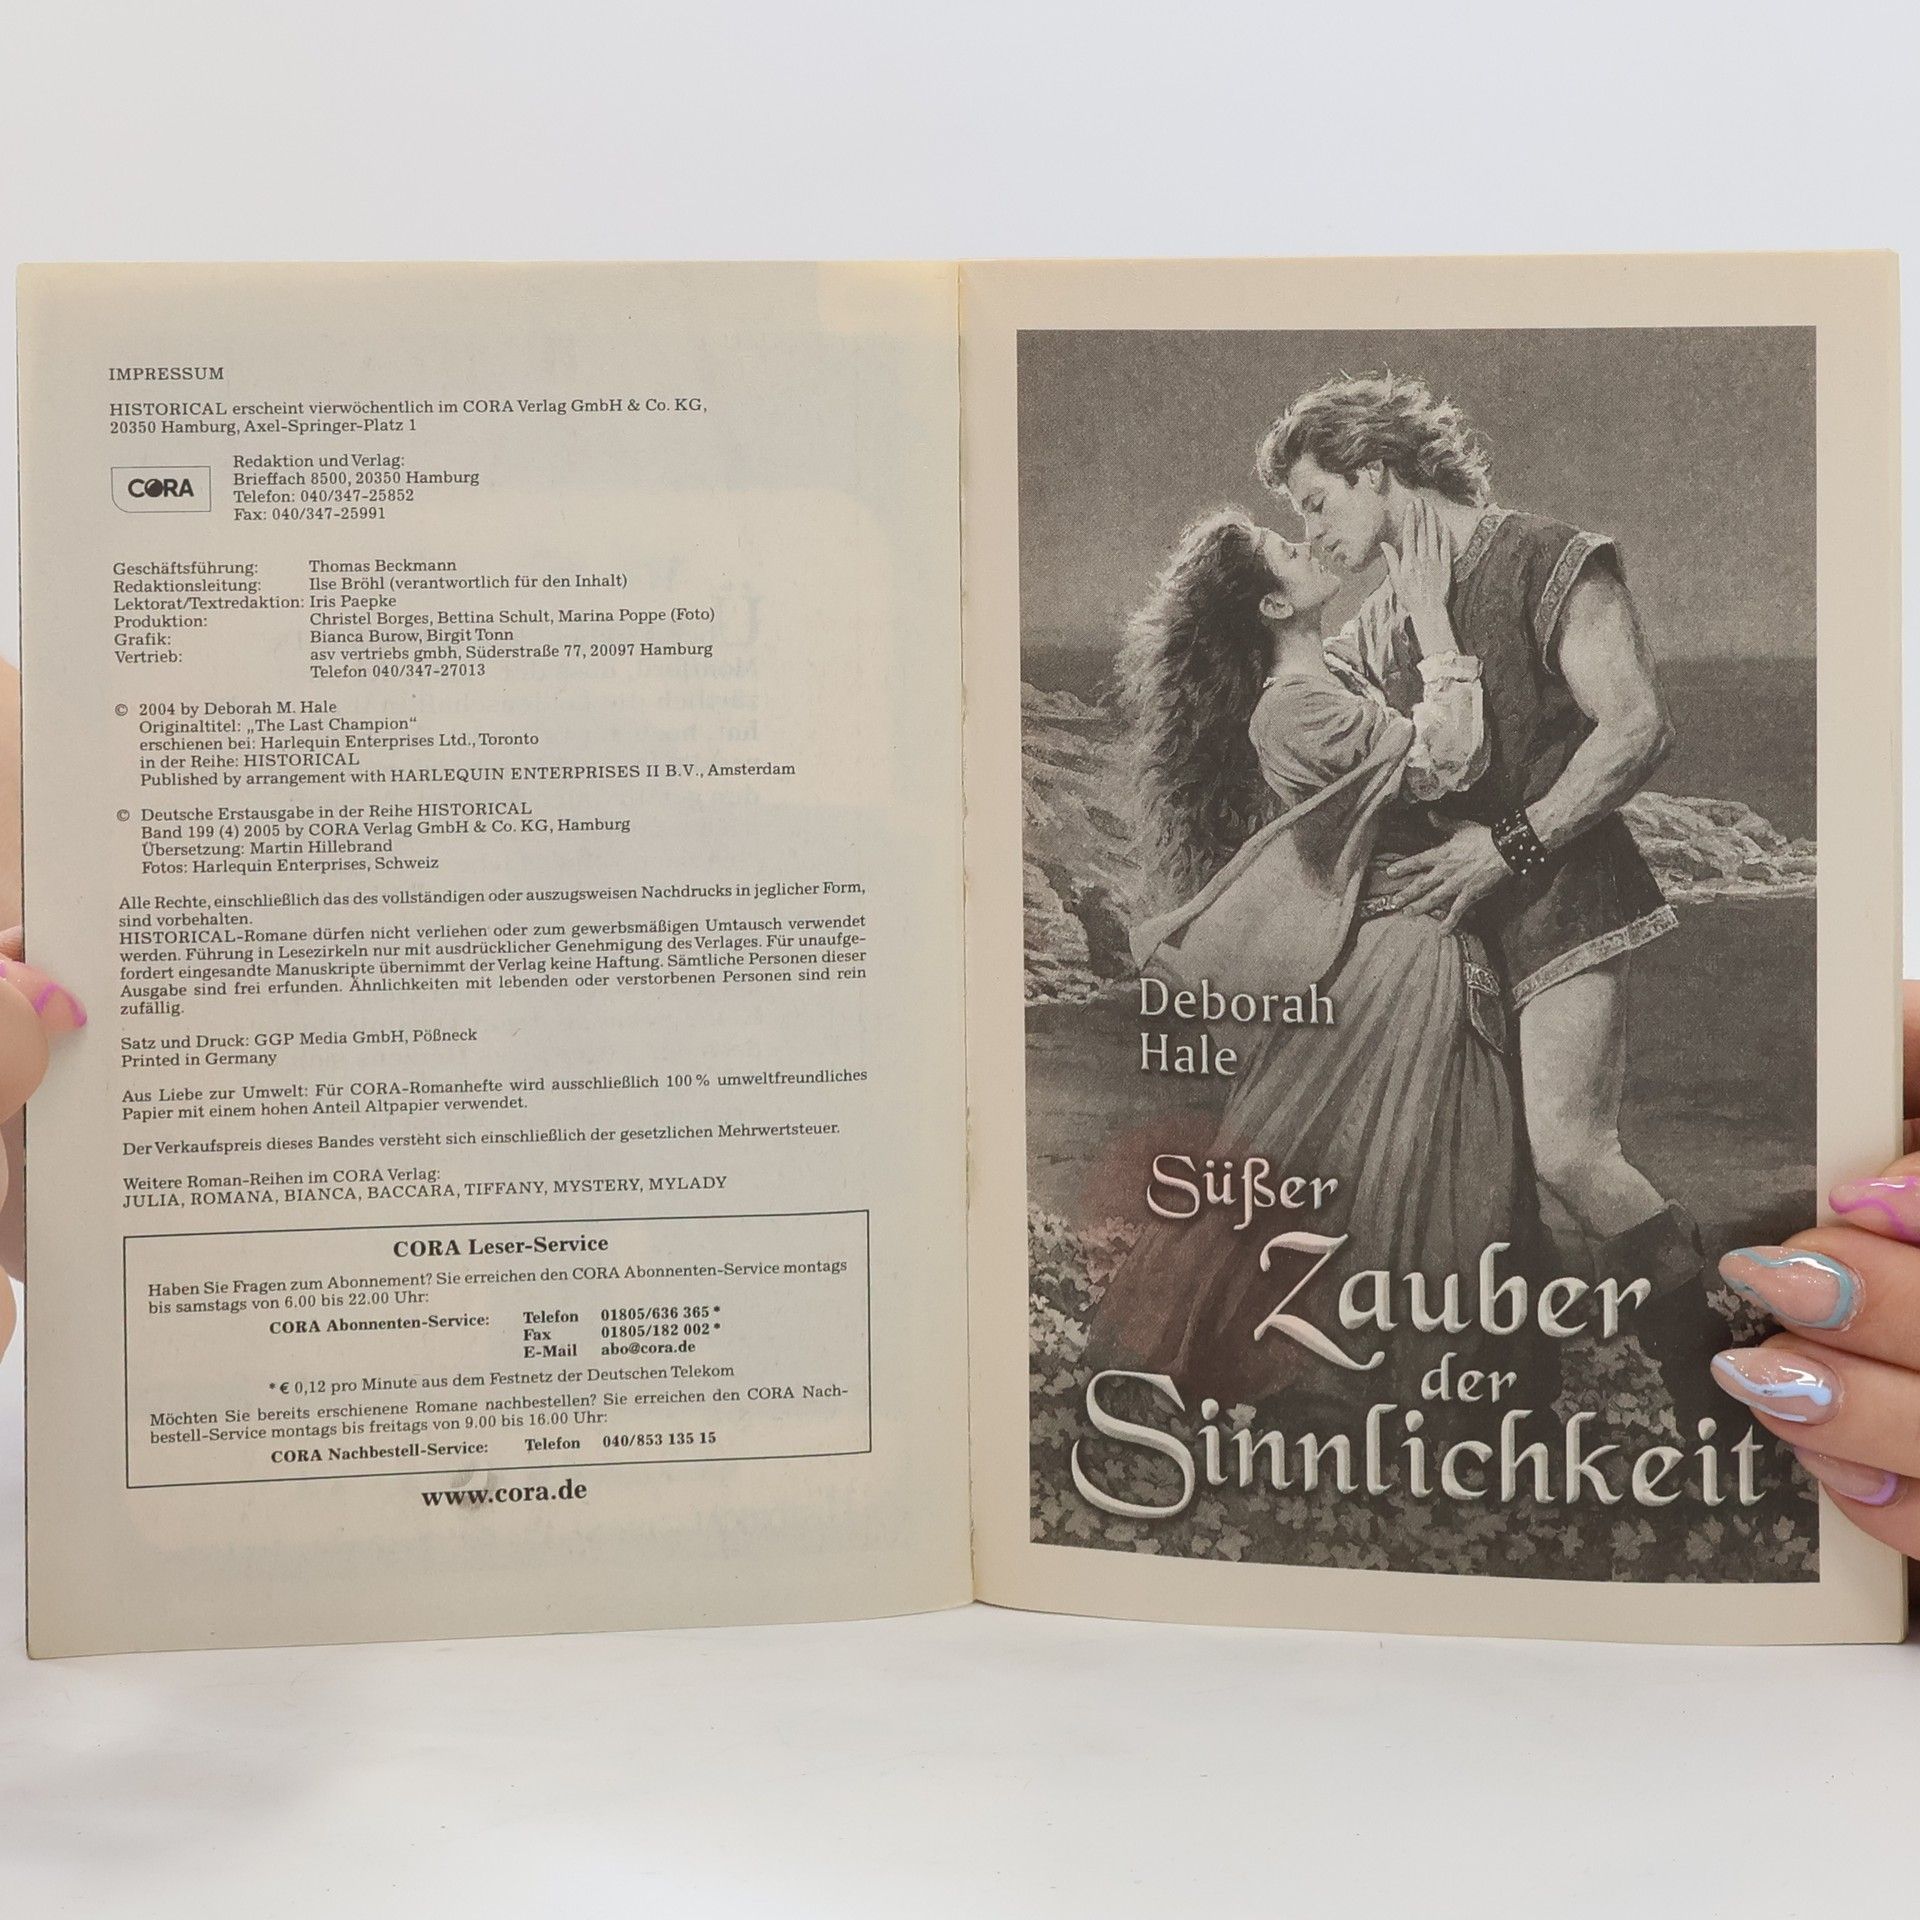 IMPRESSUM
HISTORICAL erscheint vierwöchentlich im CORA Verlag GmbH & Co. KG,
20350 Hamburg, Axel-Springer-Platz 1
CORA
Redaktion und Verlag:
Brieffach 8500, 20350 Hamburg
Telefon: 040/347-25852
Fax: 040/347-25991
Geschäftsführung: Thomas Beckmann
Redaktionsleitung: Ilse Bröhl (verantwortlich für den Inhalt)
Lektorat/Textredaktion: Iris Paepke
Produktion: Christel Borges, Bettina Schult, Marina Poppe (Foto)
Grafik: Bianca Burow, Birgit Tonn
Vertrieb: asv vertriebs gmbh, Süderstraße 77, 20097 Hamburg
Telefon 040/347-27013
© 2004 by Deborah M. Hale
Originaltitel: „The Last Champion“
erschienen bei: Harlequin Enterprises Ltd., Toronto
in der Reihe: HISTORICAL
Published by arrangement with HARLEQUIN ENTERPRISES II B.V., Amsterdam
© Deutsche Erstausgabe in der Reihe HISTORICAL
Band 199 (4) 2005 by CORA Verlag GmbH & Co. KG, Hamburg
Übersetzung: Martin Hillebrand
Fotos: Harlequin Enterprises, Schweiz
Alle Rechte, einschließlich das des vollständigen oder auszugsweisen Nachdrucks in jeglicher Form,
sind vorbehalten.
HISTORICAL-Romane dürfen nicht verliehen oder zum gewerbsmäßigen Umtausch verwendet
werden. Führung in Lesezirkeln nur mit ausdrücklicher Genehmigung des Verlages. Für unaufge-
fordert eingesandte Manuskripte übernimmt der Verlag keine Haftung. Sämtliche Personen dieser
Ausgabe sind frei erfunden. Ähnlichkeiten mit lebenden oder verstorbenen Personen sind rein
zufällig.
Satz und Druck: GGP Media GmbH, Pößneck
Printed in Germany
Aus Liebe zur Umwelt: Für CORA-Romanhefte wird ausschließlich 100 % umweltfreundliches
Papier mit einem hohen Anteil Altpapier verwendet.
Der Verkaufspreis dieses Bandes versteht sich einschließlich der gesetzlichen Mehrwertsteuer.
Weitere Roman-Reihen im CORA Verlag:
JULIA, ROMANA, BIANCA, BACCARA, TIFFANY, MYSTERY, MYLADY
CORA Leser-Service
Haben Sie Fragen zum Abonnement? Sie erreichen den CORA Abonnenten-Service montags
bis samstags von 6.00 bis 22.00 Uhr:
CORA Abonnenten-Service: Telefon 01805/636 365 *
Fax 01805/182 002 *
E-Mail abo@cora.de
* € 0,12 pro Minute aus dem Festnetz der Deutschen Telekom
Möchten Sie bereits erschienene Romane nachbestellen? Sie erreichen den CORA Nach-
bestell-Service montags bis freitags von 9.00 bis 16.00 Uhr:
CORA Nachbestell-Service: Telefon 040/853 135 15
www.cora.de
Deborah
Hale
Süßer
Zauber
der
Sinnlichkeit